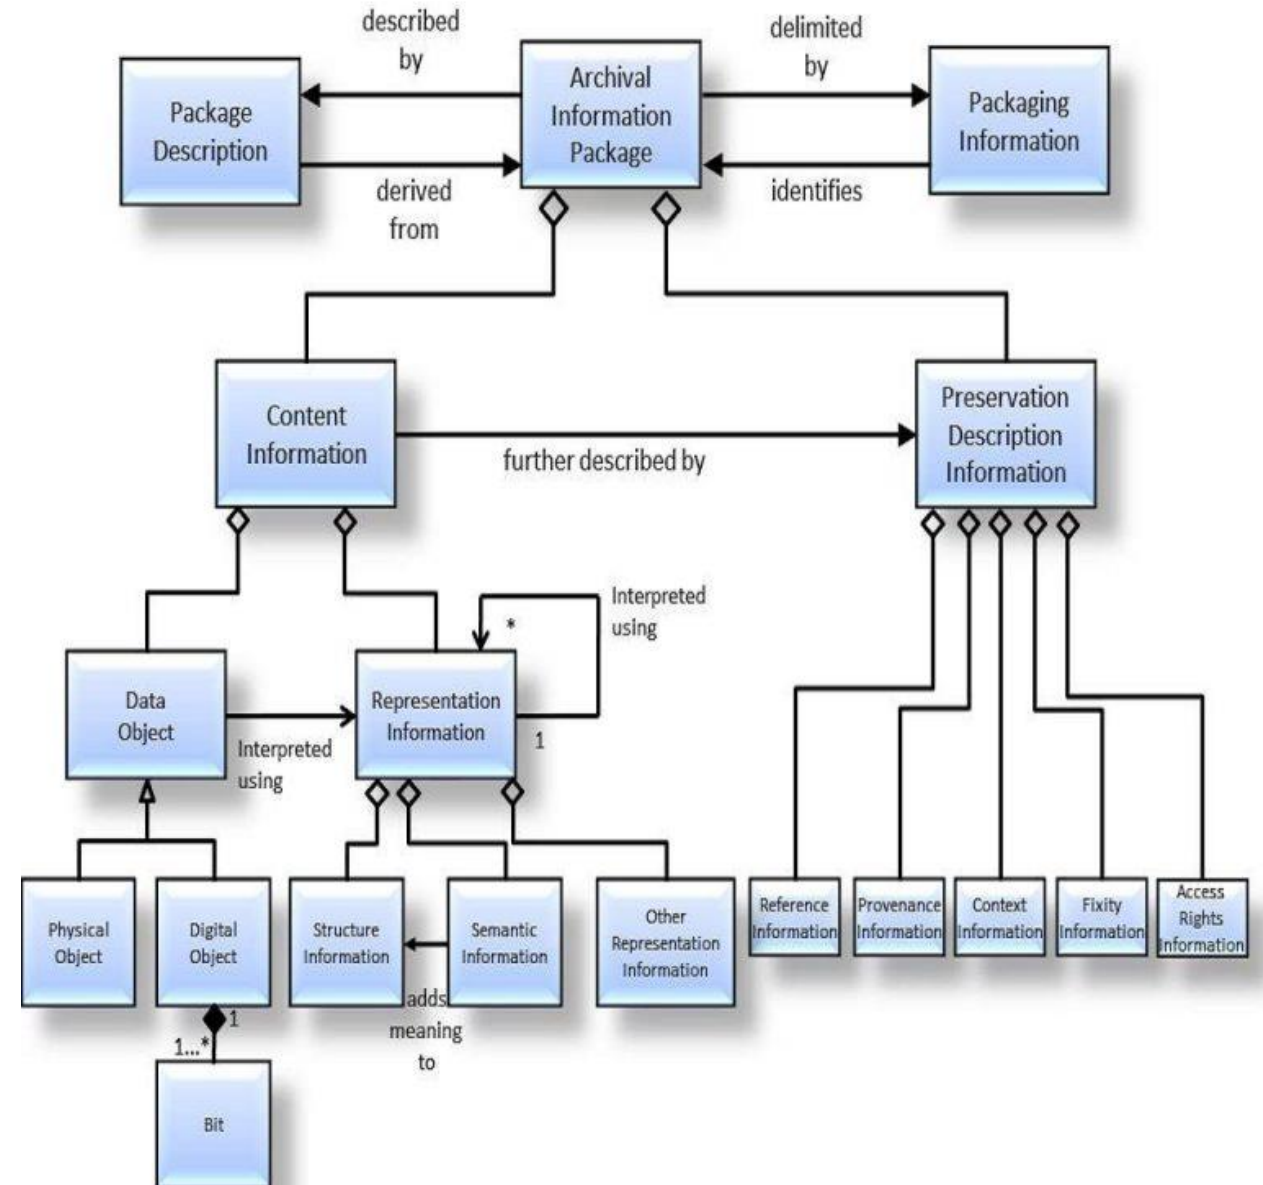 described
by
delimited
by
Package
Description
Archival
Information
Package
Packaging
Information
derived
from
identifies
Content
Information
further described by
Preservation
Description
Information
Interpreted
using
*
Data
Object
Interpreted
using
Representation
Information
1
Physical
Object
Digital
Object
Structure
Information
Semantic
Information
adds
meaning
to
Other
Representation
Information
Reference
Information
Provenance
Information
Context
Information
Fixity
Information
Access
Rights
Information
1
1...*
Bit